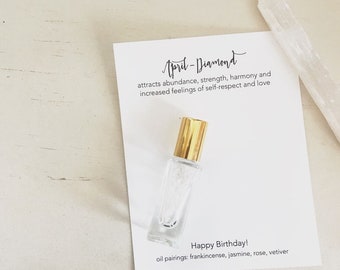 April - Diamond
attracts abundance, strength, harmony and
increased feelings of self-respect and love
Happy Birthday!
oil pairings: frankincense, jasmine, rose, vetiver